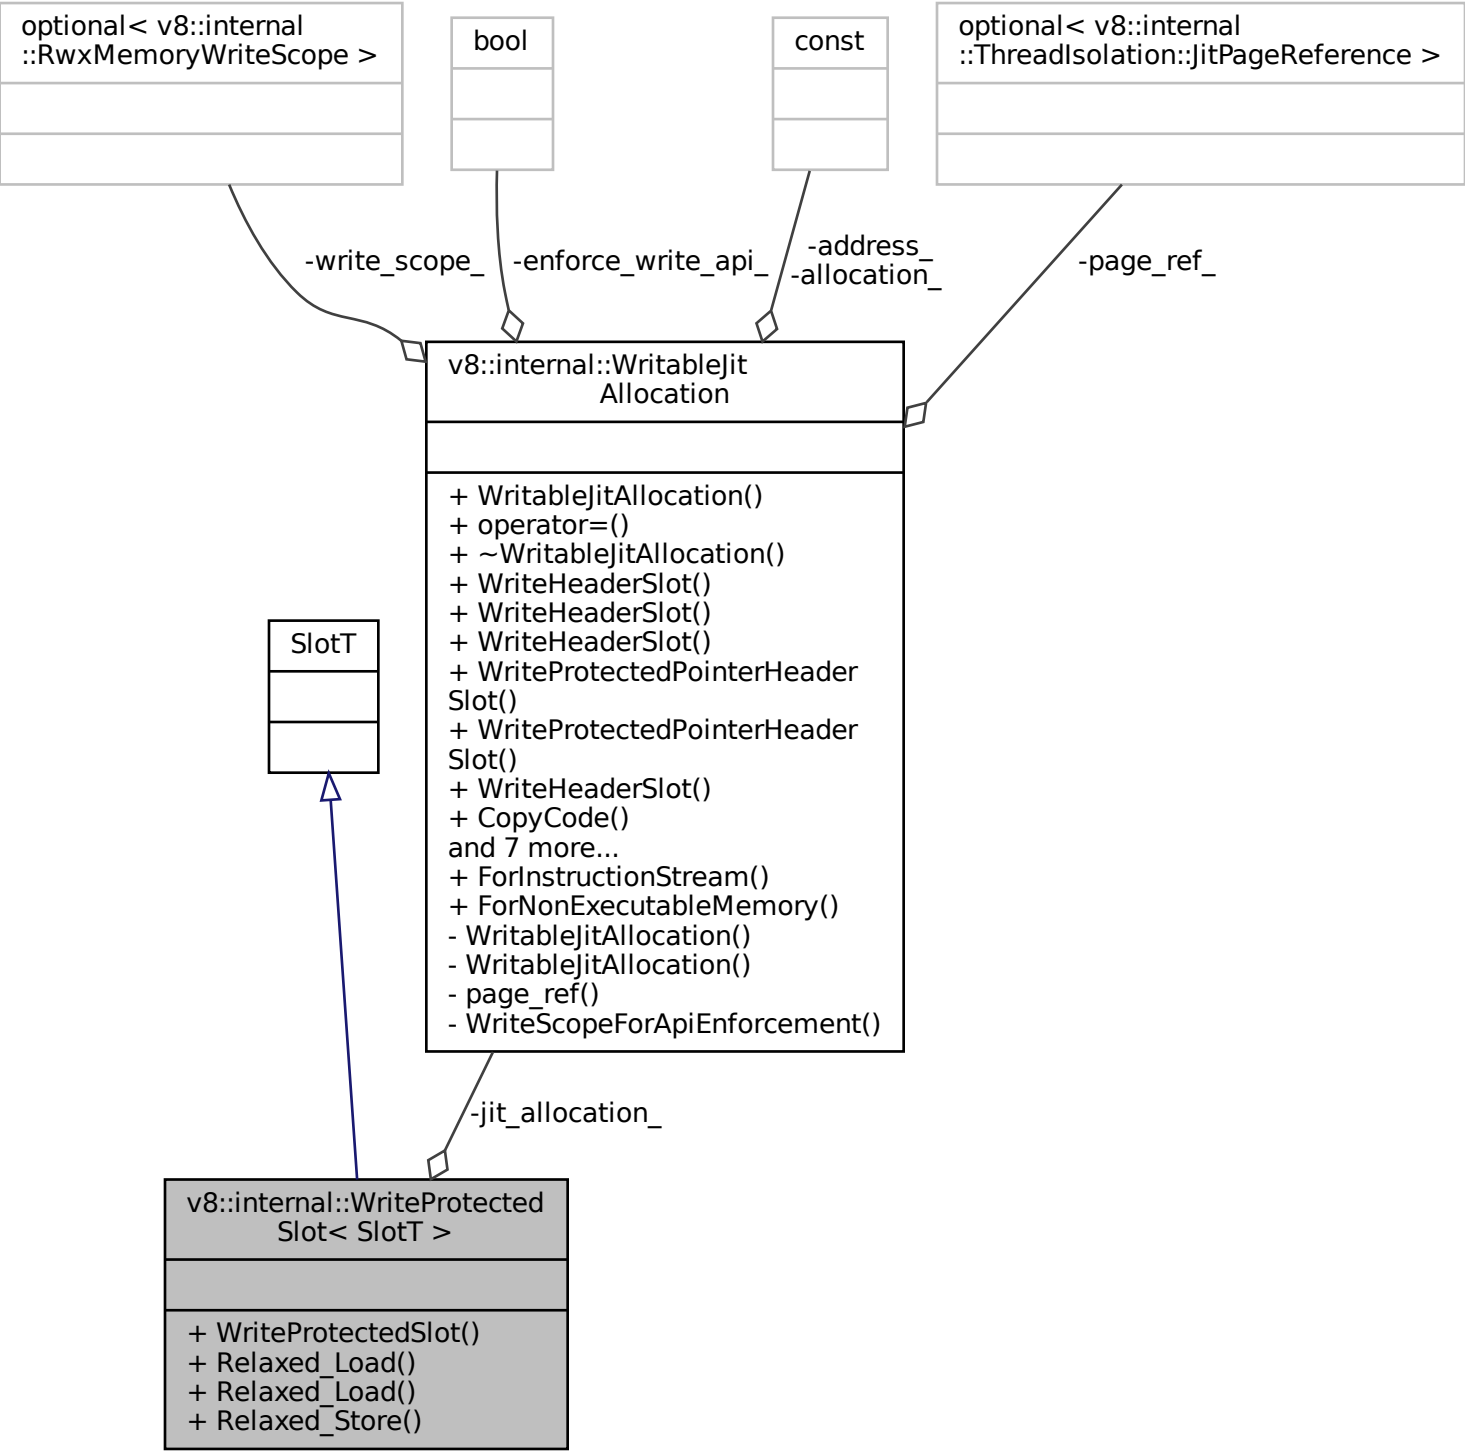 optional< v8::internal
::RwxMemoryWriteScope >
bool
const
optional< v8::internal
::ThreadIsolation::JitPageReference >
-write_scope_
-enforce_write_api_
-address_
-allocation_
-page_ref_
v8::internal::WritableJit
Allocation
+ WritableJitAllocation()
+ operator=()
+ ~WritableJitAllocation()
+ WriteHeaderSlot()
+ WriteHeaderSlot()
+ WriteHeaderSlot()
+ WriteProtectedPointerHeader
Slot()
+ WriteProtectedPointerHeader
Slot()
+ WriteHeaderSlot()
+ CopyCode()
and 7 more...
+ ForInstructionStream()
+ ForNonExecutableMemory()
- WritableJitAllocation()
- WritableJitAllocation()
- page_ref()
- WriteScopeForApiEnforcement()
SlotT
-jit_allocation_
v8::internal::WriteProtected
Slot< SlotT >
+ WriteProtectedSlot()
+ Relaxed_Load()
+ Relaxed_Load()
+ Relaxed_Store()